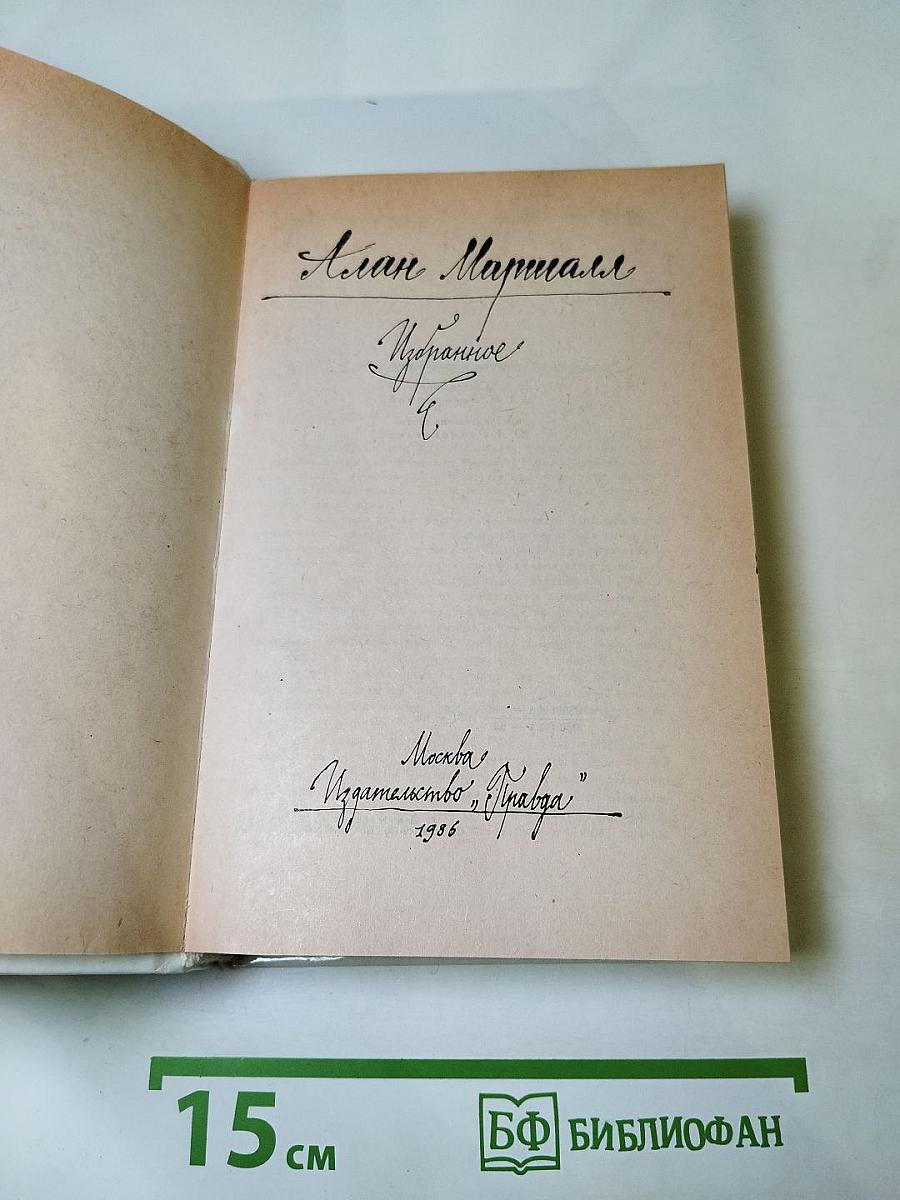 Алан Маршалл
Избранное
Москва
Издательство „Правда"
1986
15 см
БФ БИБЛИОФАН